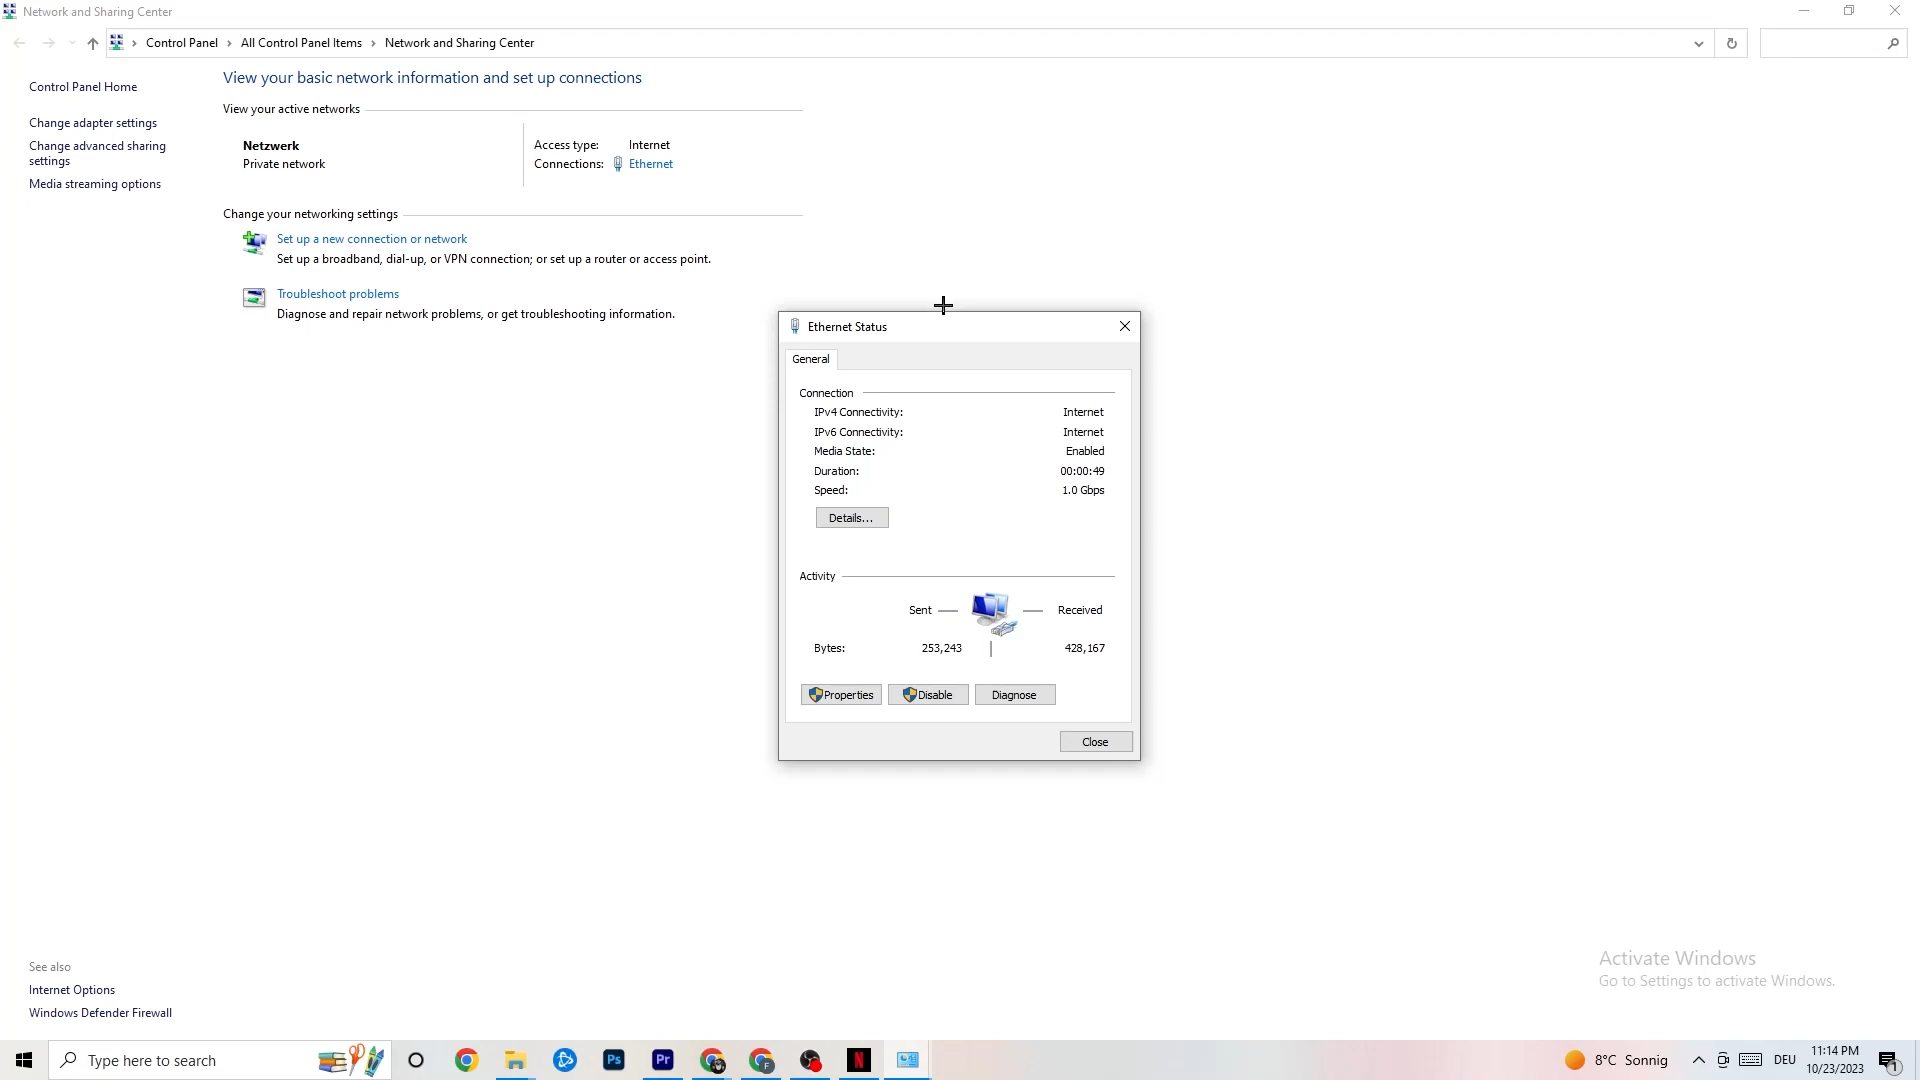 Network and Sharing Center
Control Panel › All Control Panel Items › Network and Sharing Center
Control Panel Home
Change adapter settings
Change advanced sharing
settings
Media streaming options
View your basic network information and set up connections
View your active networks
Netzwerk
Private network
Access type: Internet
Connections: Ethernet
Change your networking settings
Set up a new connection or network
Set up a broadband, dial-up, or VPN connection; or set up a router or access point.
Troubleshoot problems
Diagnose and repair network problems, or get troubleshooting information.
Ethernet Status
General
Connection
IPv4 Connectivity: Internet
IPv6 Connectivity: Internet
Media State: Enabled
Duration: 00:00:49
Speed: 1.0 Gbps
Details...
Activity
Sent — — Received
Bytes: 253,243 | 428,167
Properties Disable Diagnose
Close
See also
Internet Options
Windows Defender Firewall
Activate Windows
Go to Settings to activate Windows.
Type here to search
Ps
Pr
F
N
8°C Sonnig
DEU
11:14 PM
10/23/2023
1